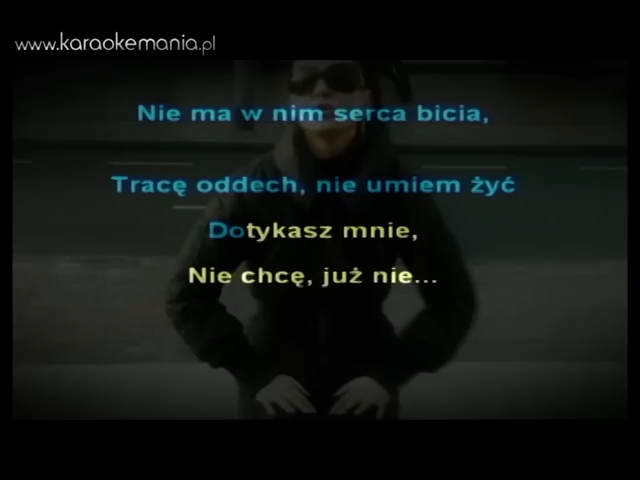 www.karaokemania.pl
Nie ma w nim serca bicia,
Tracę oddech, nie umiem żyć
Dotykasz mnie,
Nie chcę, już nie...